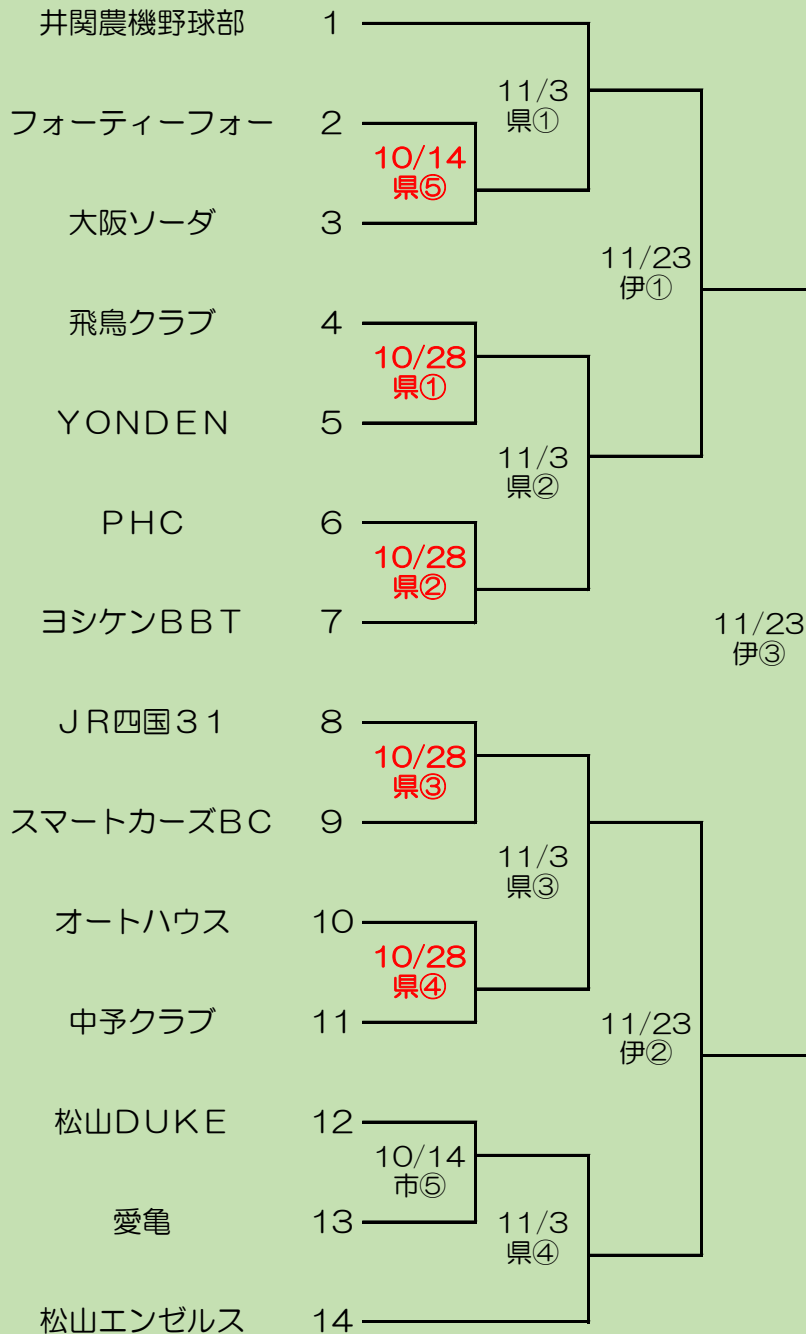 井関農機野球部 1
11/3
県①
フォーティーフォー 2
10/14
県⑤
大阪ソーダ 3
11/23
伊①
飛鳥クラブ 4
10/28
県①
YONDEN 5
11/3
県②
PHC 6
10/28
県②
ヨシケンBBT 7
11/23
伊③
JR四国31 8
10/28
県③
スマートカーズBC 9
11/3
県③
オートハウス 10
10/28
県④
中予クラブ 11
11/23
伊②
松山DUKE 12
10/14
市⑤
愛亀 13
11/3
県④
松山エンゼルス 14